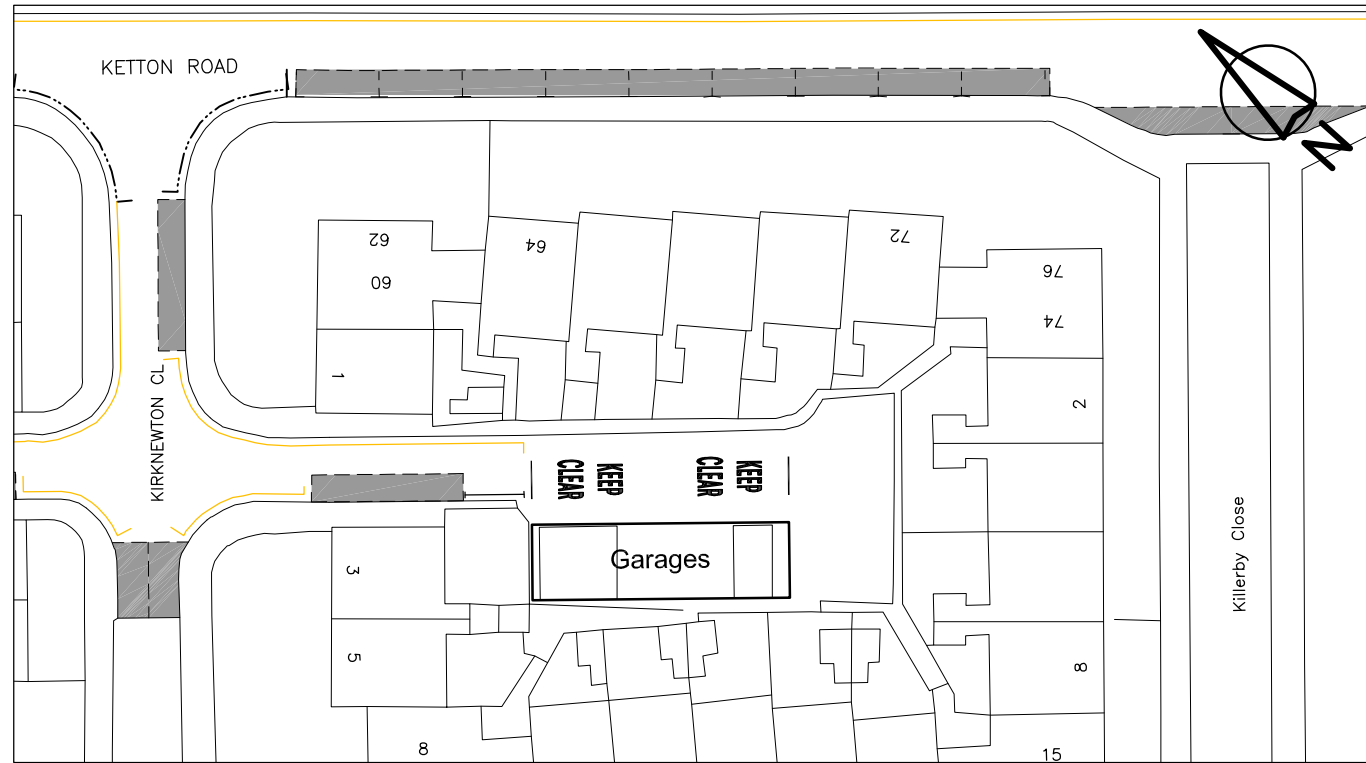 KETTON ROAD
N
62
60
64
72
76
74
1
2
KIRKNEWTON CL
KEEP
CLEAR
KEEP
CLEAR
Garages
3
5
8
8
15
Killerby Close